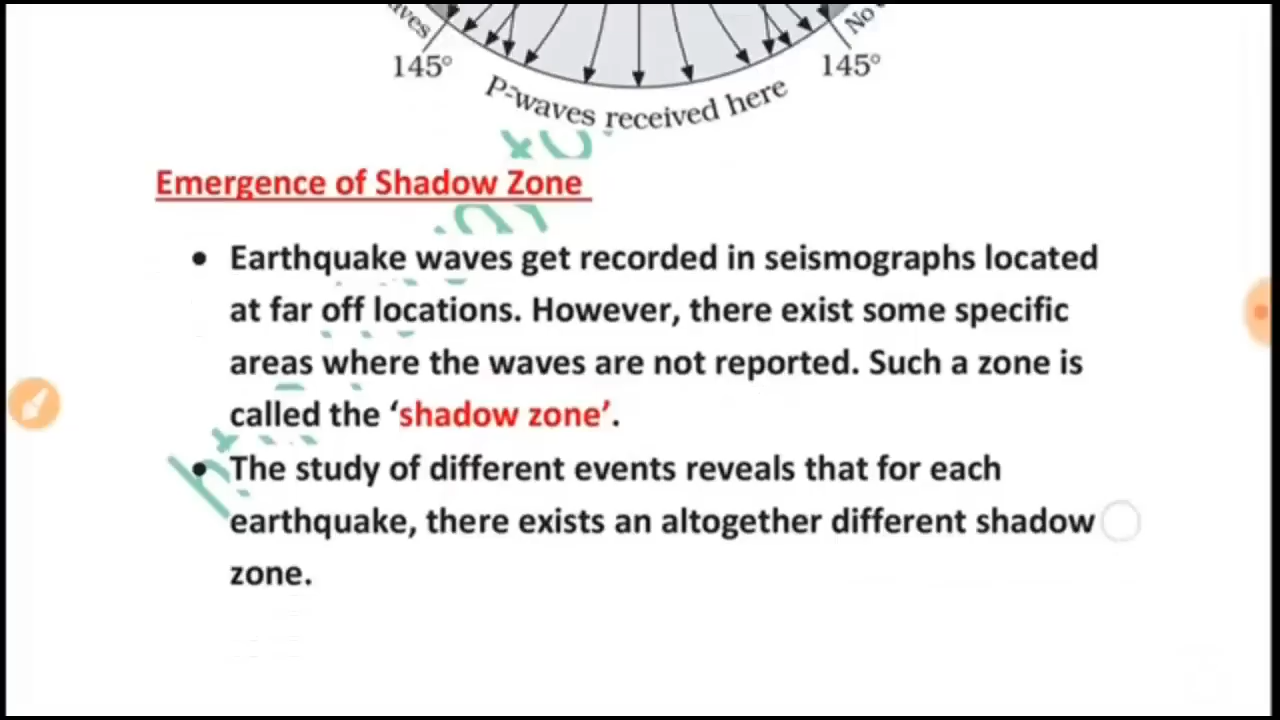 aves
No
145°
145°
P-waves received here
Emergence of Shadow Zone
• Earthquake waves get recorded in seismographs located
at far off locations. However, there exist some specific
areas where the waves are not reported. Such a zone is
called the ‘shadow zone’.
• The study of different events reveals that for each
earthquake, there exists an altogether different shadow
zone.